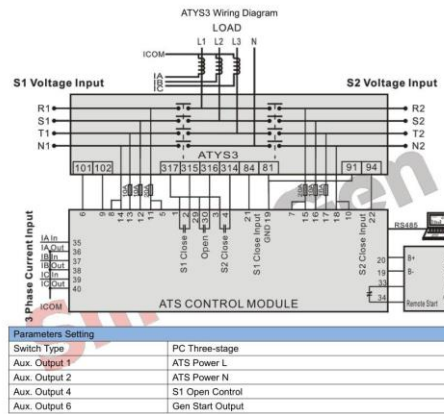 ATYS3 Wiring Diagram
LOAD
L1 L2 L3 N
ICOM
IA
IB
IC
S1 Voltage Input
S2 Voltage Input
R1
S1
T1
N1
R2
S2
T2
N2
ATYS3
101 102 317 315 316 314 84 81 91 94
6 9 8 14 13 12 11 5 1 2 29 30 3 4 21 GND 19 7 15 16 17 18 10 22
S1 Close
Open
S2 Close
S1 Close Input
S2 Close Input
RS485
3 Phase Current Input
IA In 35
IA Out 36
IB In 37
IB Out 38
IC In 39
IC Out 40
ICOM
ATS CONTROL MODULE
20 B+
19 B-
33
34 Remote Start
Parameters Setting
Switch Type PC Three-stage
Aux. Output 1 ATS Power L
Aux. Output 2 ATS Power N
Aux. Output 4 S1 Open Control
Aux. Output 6 Gen Start Output